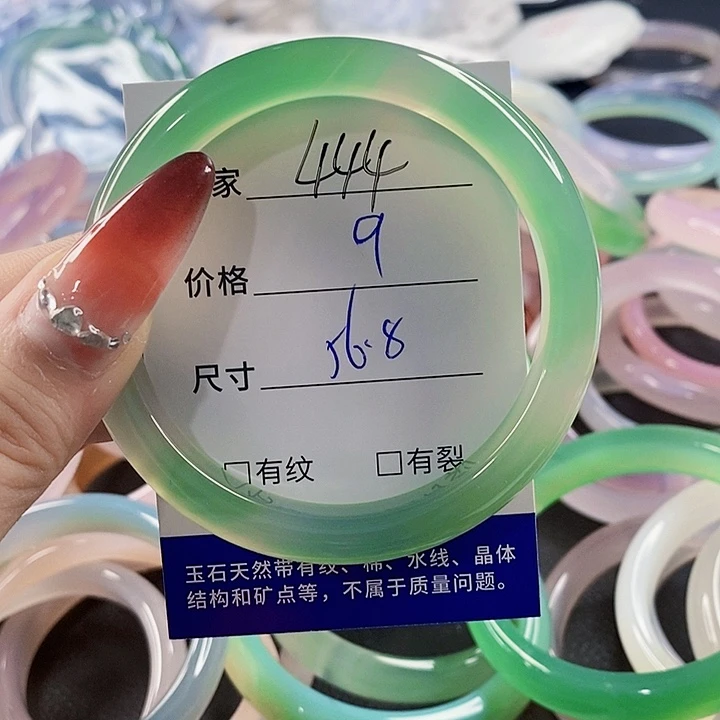 家 444
价格 9
尺寸 56.8
□有纹 □有裂
玉石天然带有纹、棉、水线、晶体
结构和矿点等，不属于质量问题。